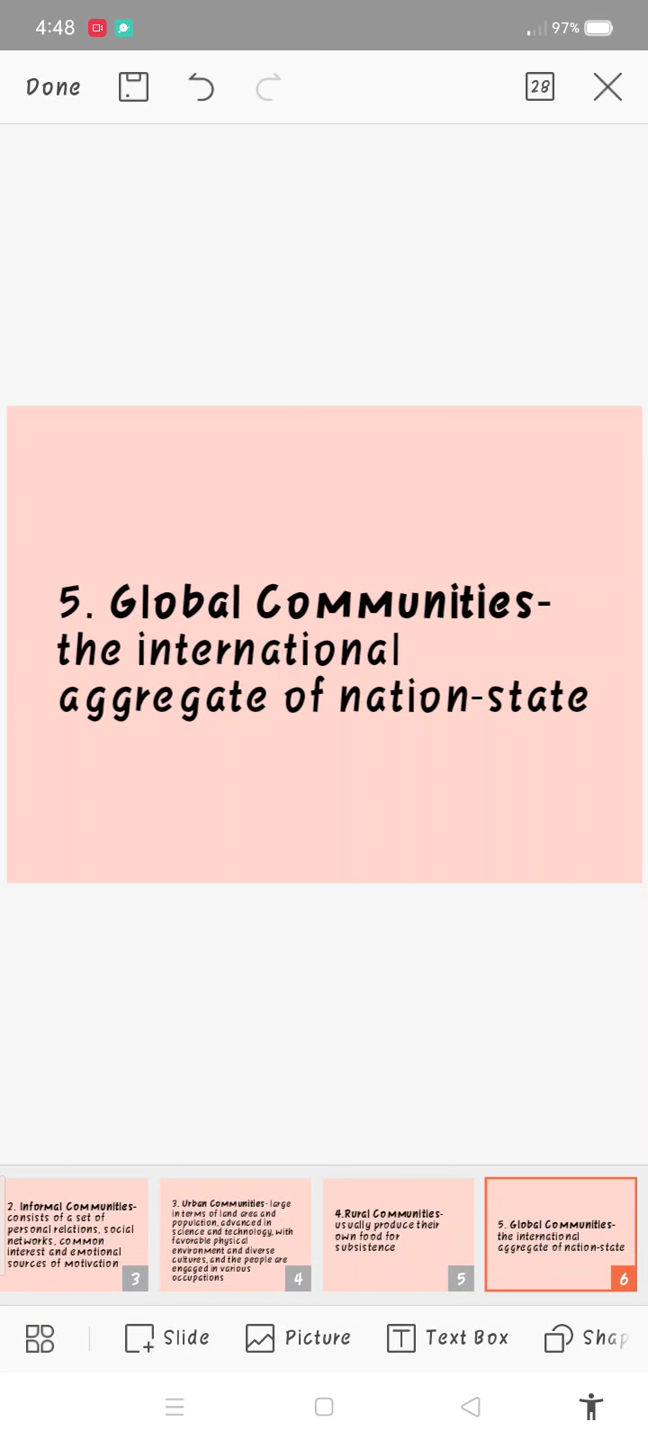 4:48
97%
Done
28
5. Global Communities-
the international
aggregate of nation-state
2. Informal Communities-
consists of a set of
personal relations, social
networks, common
interest and emotional
sources of motivation
3
3. Urban Communities- large
in terms of land area and
population, advanced in
science and technology, with
favorable physical
environment and diverse
cultures, and the people are
engaged in various
occupations
4
4.Rural Communities-
usually produce their
own food for
subsistence
5
5. Global Communities-
the international
aggregate of nation-state
6
Slide
Picture
Text Box
Shap